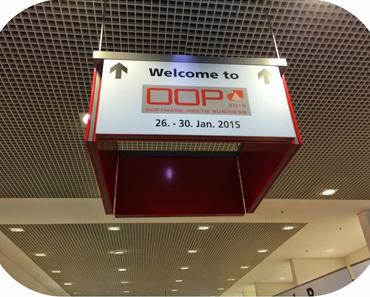 Welcome to
OOP 2015
SOFTWARE MEETS BUSINESS
26. - 30. Jan. 2015